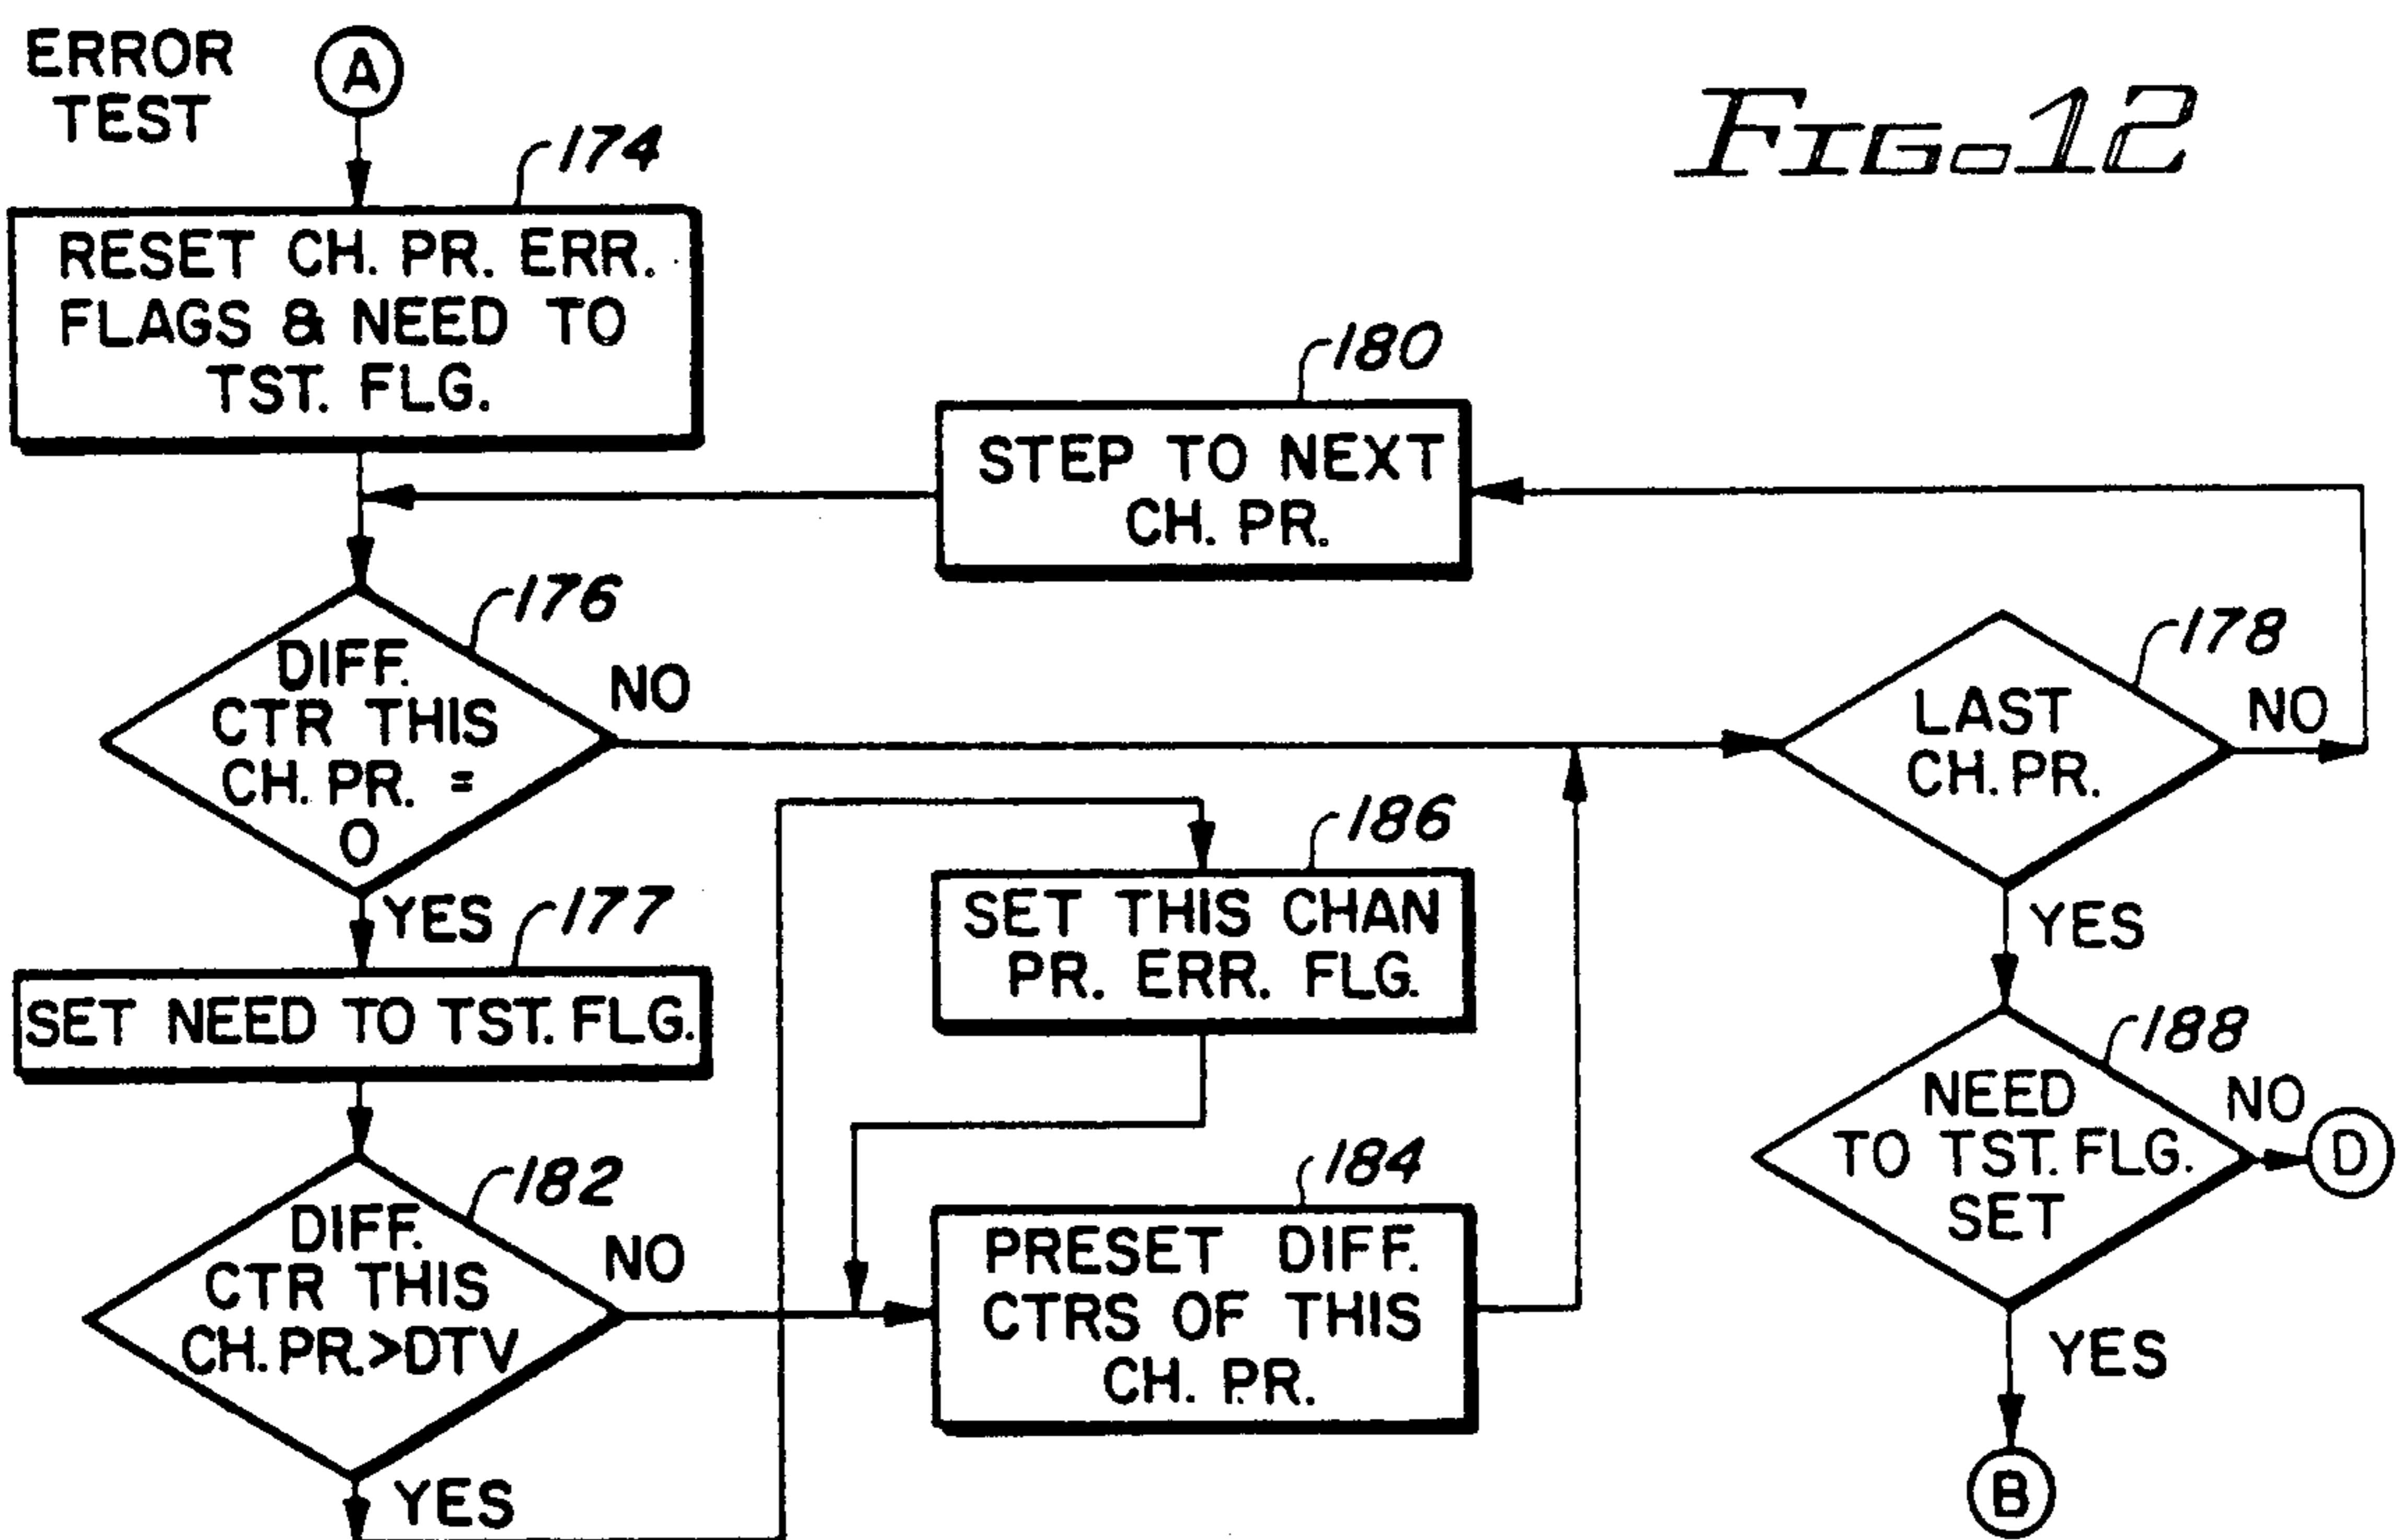 ERROR
TEST
A
FIG. 12
174
RESET CH. PR. ERR.
FLAGS & NEED TO
TST. FLG.
180
STEP TO NEXT
CH. PR.
176
DIFF.
CTR THIS
CH. PR. =
0
NO
178
LAST
CH. PR.
NO
YES
177
SET NEED TO TST. FLG.
186
SET THIS CHAN
PR. ERR. FLG.
YES
188
NEED
TO TST. FLG.
SET
NO
D
182
DIFF.
CTR THIS
CH. PR. > DTV
NO
184
PRESET DIFF.
CTRS OF THIS
CH. PR.
YES
YES
B